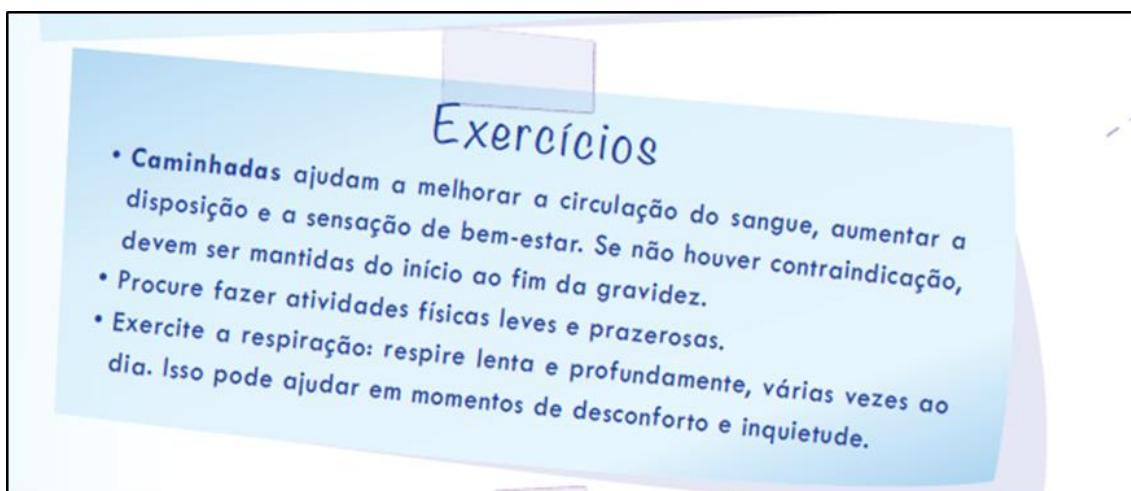 Exercícios
• Caminhadas ajudam a melhorar a circulação do sangue, aumentar a
disposição e a sensação de bem-estar. Se não houver contraindicação,
devem ser mantidas do início ao fim da gravidez.
• Procure fazer atividades físicas leves e prazerosas.
• Exercite a respiração: respire lenta e profundamente, várias vezes ao
dia. Isso pode ajudar em momentos de desconforto e inquietude.